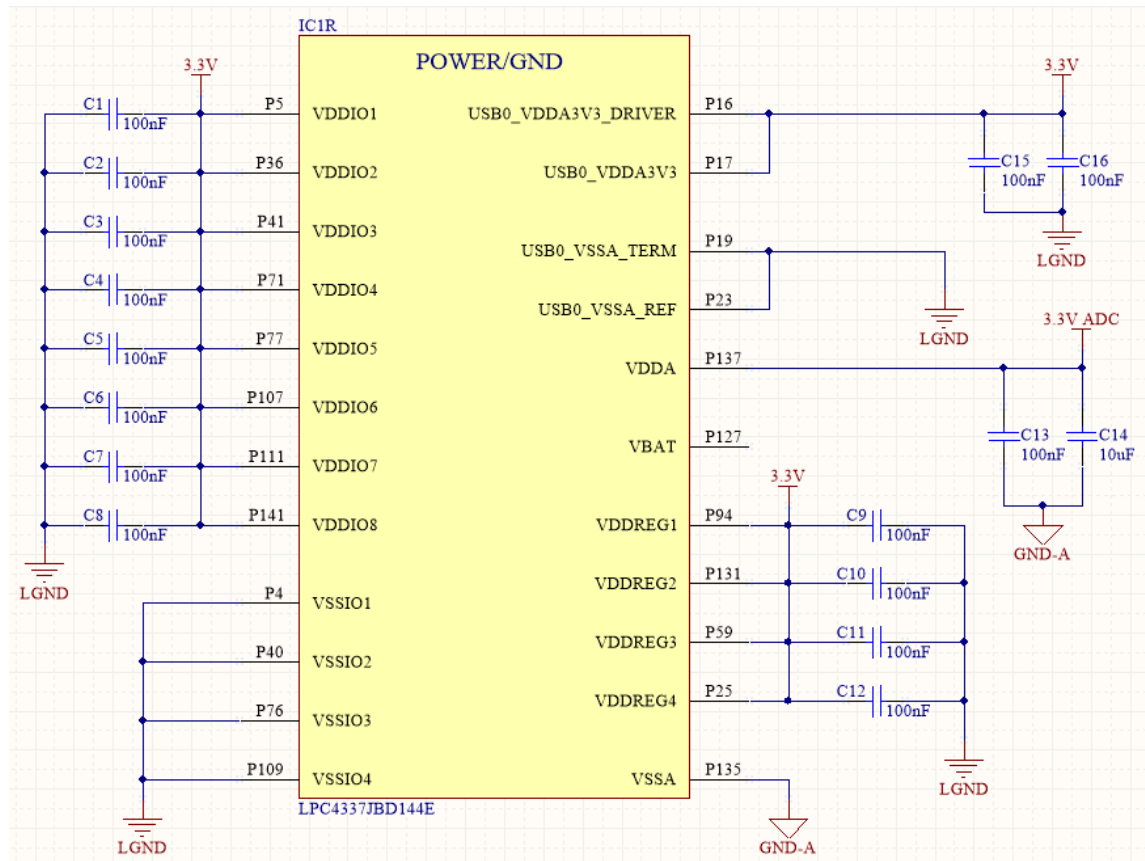 IC1R
POWER/GND
3.3V
C1 100nF P5 VDDIO1
C2 100nF P36 VDDIO2
C3 100nF P41 VDDIO3
C4 100nF P71 VDDIO4
C5 100nF P77 VDDIO5
C6 100nF P107 VDDIO6
C7 100nF P111 VDDIO7
C8 100nF P141 VDDIO8
LGND
P4 VSSIO1
P40 VSSIO2
P76 VSSIO3
P109 VSSIO4
LGND
LPC4337JBD144E
USB0_VDDA3V3_DRIVER P16
USB0_VDDA3V3 P17
3.3V
C15 100nF
C16 100nF
LGND
USB0_VSSA_TERM P19
USB0_VSSA_REF P23
LGND
3.3V ADC
VDDA P137
C13 100nF
C14 10uF
GND-A
VBAT P127
3.3V
VDDREG1 P94 C9 100nF
VDDREG2 P131 C10 100nF
VDDREG3 P59 C11 100nF
VDDREG4 P25 C12 100nF
LGND
VSSA P135
GND-A